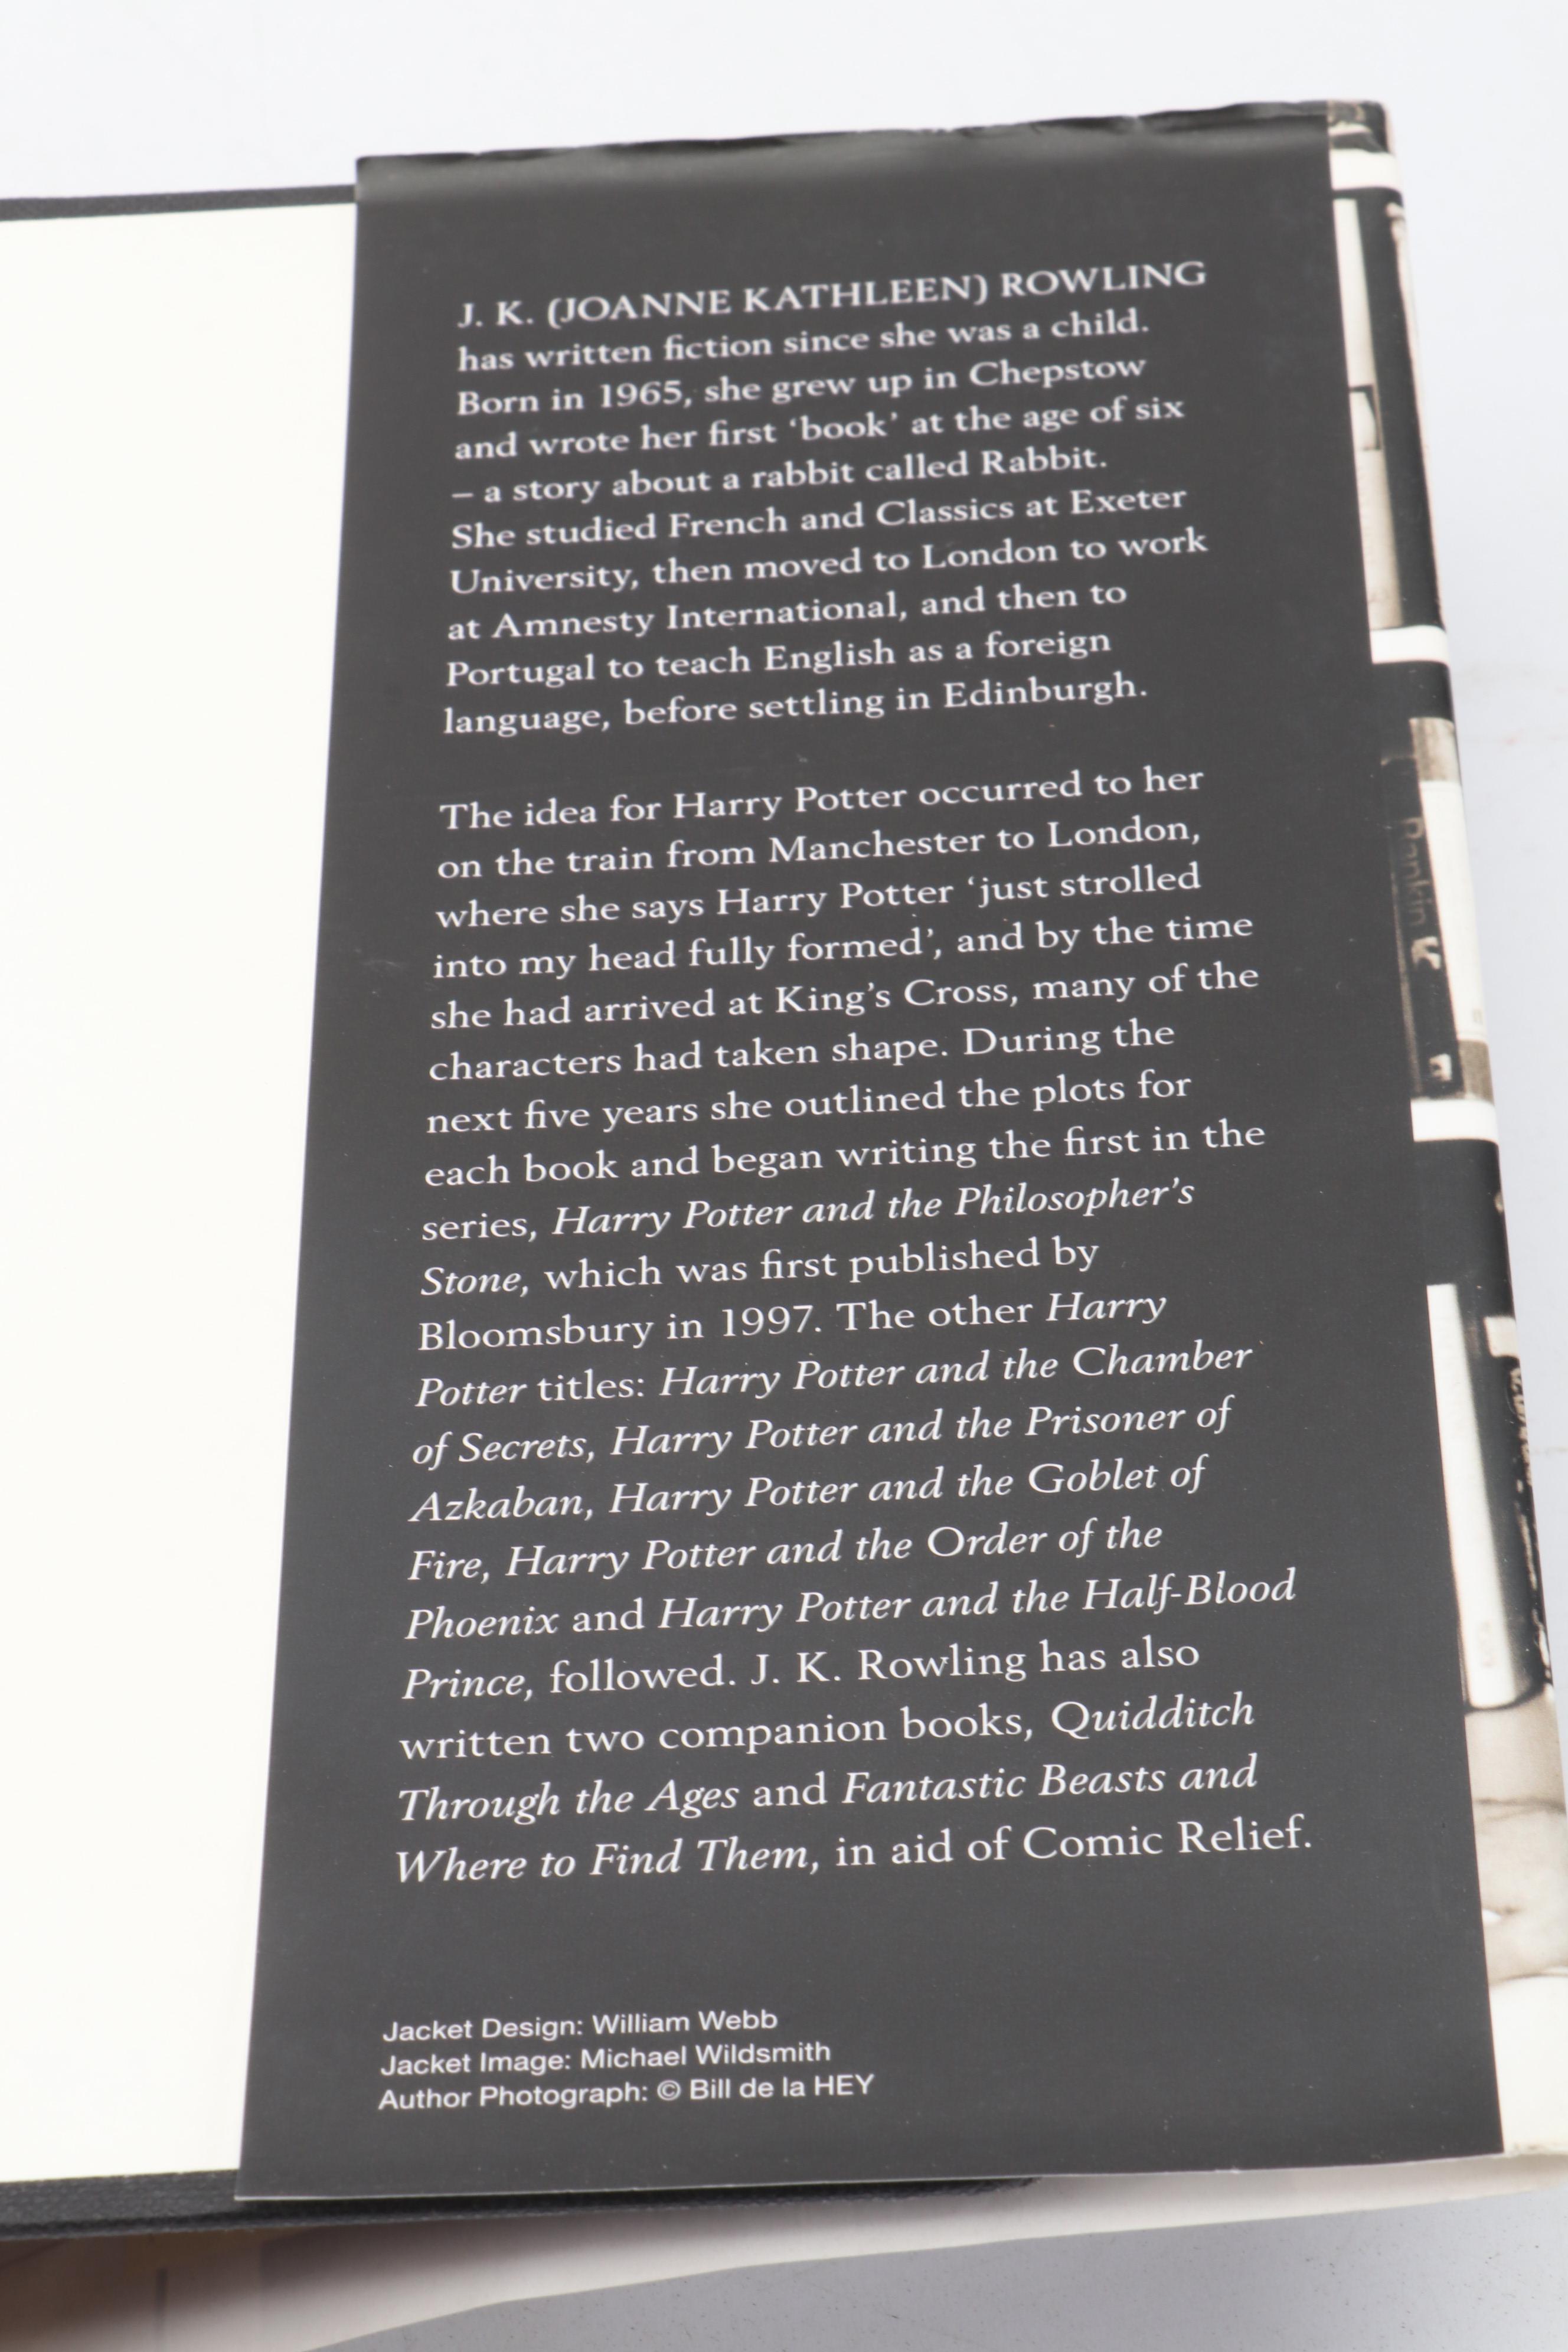 J. K. (JOANNE KATHLEEN) ROWLING
has written fiction since she was a child.
Born in 1965, she grew up in Chepstow
and wrote her first ‘book’ at the age of six
– a story about a rabbit called Rabbit.
She studied French and Classics at Exeter
University, then moved to London to work
at Amnesty International, and then to
Portugal to teach English as a foreign
language, before settling in Edinburgh.
The idea for Harry Potter occurred to her
on the train from Manchester to London,
where she says Harry Potter ‘just strolled
into my head fully formed’, and by the time
she had arrived at King’s Cross, many of the
characters had taken shape. During the
next five years she outlined the plots for
each book and began writing the first in the
series, Harry Potter and the Philosopher’s
Stone, which was first published by
Bloomsbury in 1997. The other Harry
Potter titles: Harry Potter and the Chamber
of Secrets, Harry Potter and the Prisoner of
Azkaban, Harry Potter and the Goblet of
Fire, Harry Potter and the Order of the
Phoenix and Harry Potter and the Half-Blood
Prince, followed. J. K. Rowling has also
written two companion books, Quidditch
Through the Ages and Fantastic Beasts and
Where to Find Them, in aid of Comic Relief.
Jacket Design: William Webb
Jacket Image: Michael Wildsmith
Author Photograph: © Bill de la HEY